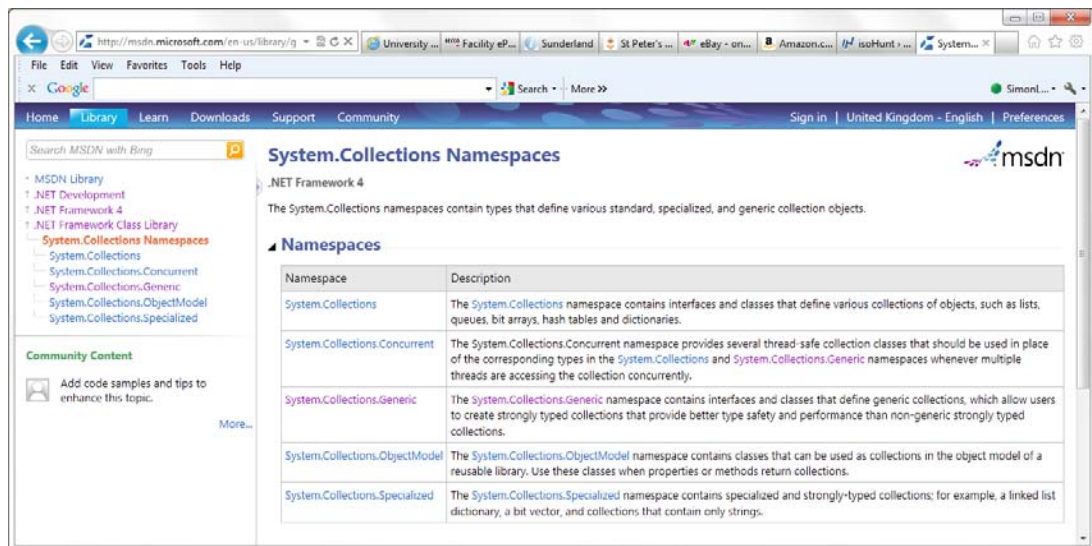 http://msdn.microsoft.com/en-us/library/g
University ...
Facility eP...
Sunderland
St Peter's ...
eBay - on...
Amazon.c...
isoHunt › ...
System...
File Edit View Favorites Tools Help
x Google
Search
More »
SimonL...
Home Library Learn Downloads Support Community
Sign in | United Kingdom - English | Preferences
Search MSDN with Bing
MSDN Library
.NET Development
.NET Framework 4
.NET Framework Class Library
System.Collections Namespaces
System.Collections
System.Collections.Concurrent
System.Collections.Generic
System.Collections.ObjectModel
System.Collections.Specialized
Community Content
Add code samples and tips to
enhance this topic.
More...
System.Collections Namespaces
msdn
.NET Framework 4
The System.Collections namespaces contain types that define various standard, specialized, and generic collection objects.
Namespaces
Namespace Description
System.Collections The System.Collections namespace contains interfaces and classes that define various collections of objects, such as lists,
queues, bit arrays, hash tables and dictionaries.
System.Collections.Concurrent The System.Collections.Concurrent namespace provides several thread-safe collection classes that should be used in place
of the corresponding types in the System.Collections and System.Collections.Generic namespaces whenever multiple
threads are accessing the collection concurrently.
System.Collections.Generic The System.Collections.Generic namespace contains interfaces and classes that define generic collections, which allow users
to create strongly typed collections that provide better type safety and performance than non-generic strongly typed
collections.
System.Collections.ObjectModel The System.Collections.ObjectModel namespace contains classes that can be used as collections in the object model of a
reusable library. Use these classes when properties or methods return collections.
System.Collections.Specialized The System.Collections.Specialized namespace contains specialized and strongly-typed collections; for example, a linked list
dictionary, a bit vector, and collections that contain only strings.